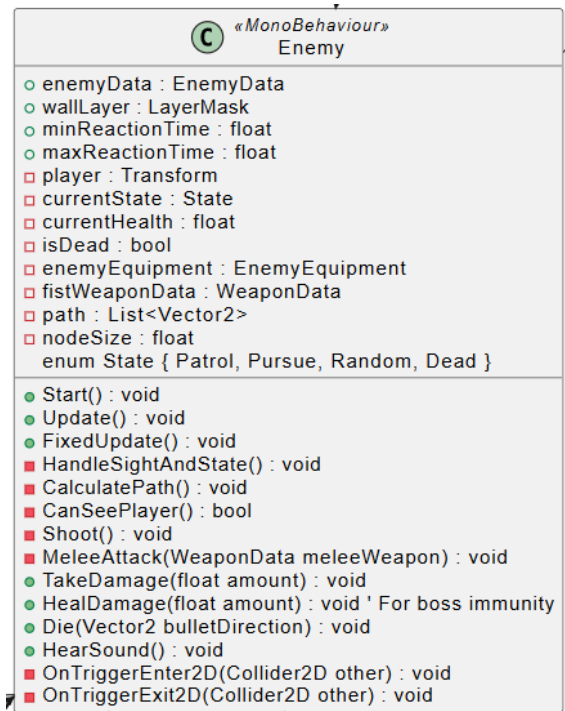 C «MonoBehaviour»
Enemy
enemyData : EnemyData
wallLayer : LayerMask
minReactionTime : float
maxReactionTime : float
player : Transform
currentState : State
currentHealth : float
isDead : bool
enemyEquipment : EnemyEquipment
fistWeaponData : WeaponData
path : List<Vector2>
nodeSize : float
enum State { Patrol, Pursue, Random, Dead }
Start() : void
Update() : void
FixedUpdate() : void
HandleSightAndState() : void
CalculatePath() : void
CanSeePlayer() : bool
Shoot() : void
MeleeAttack(WeaponData meleeWeapon) : void
TakeDamage(float amount) : void
HealDamage(float amount) : void ' For boss immunity
Die(Vector2 bulletDirection) : void
HearSound() : void
OnTriggerEnter2D(Collider2D other) : void
OnTriggerExit2D(Collider2D other) : void